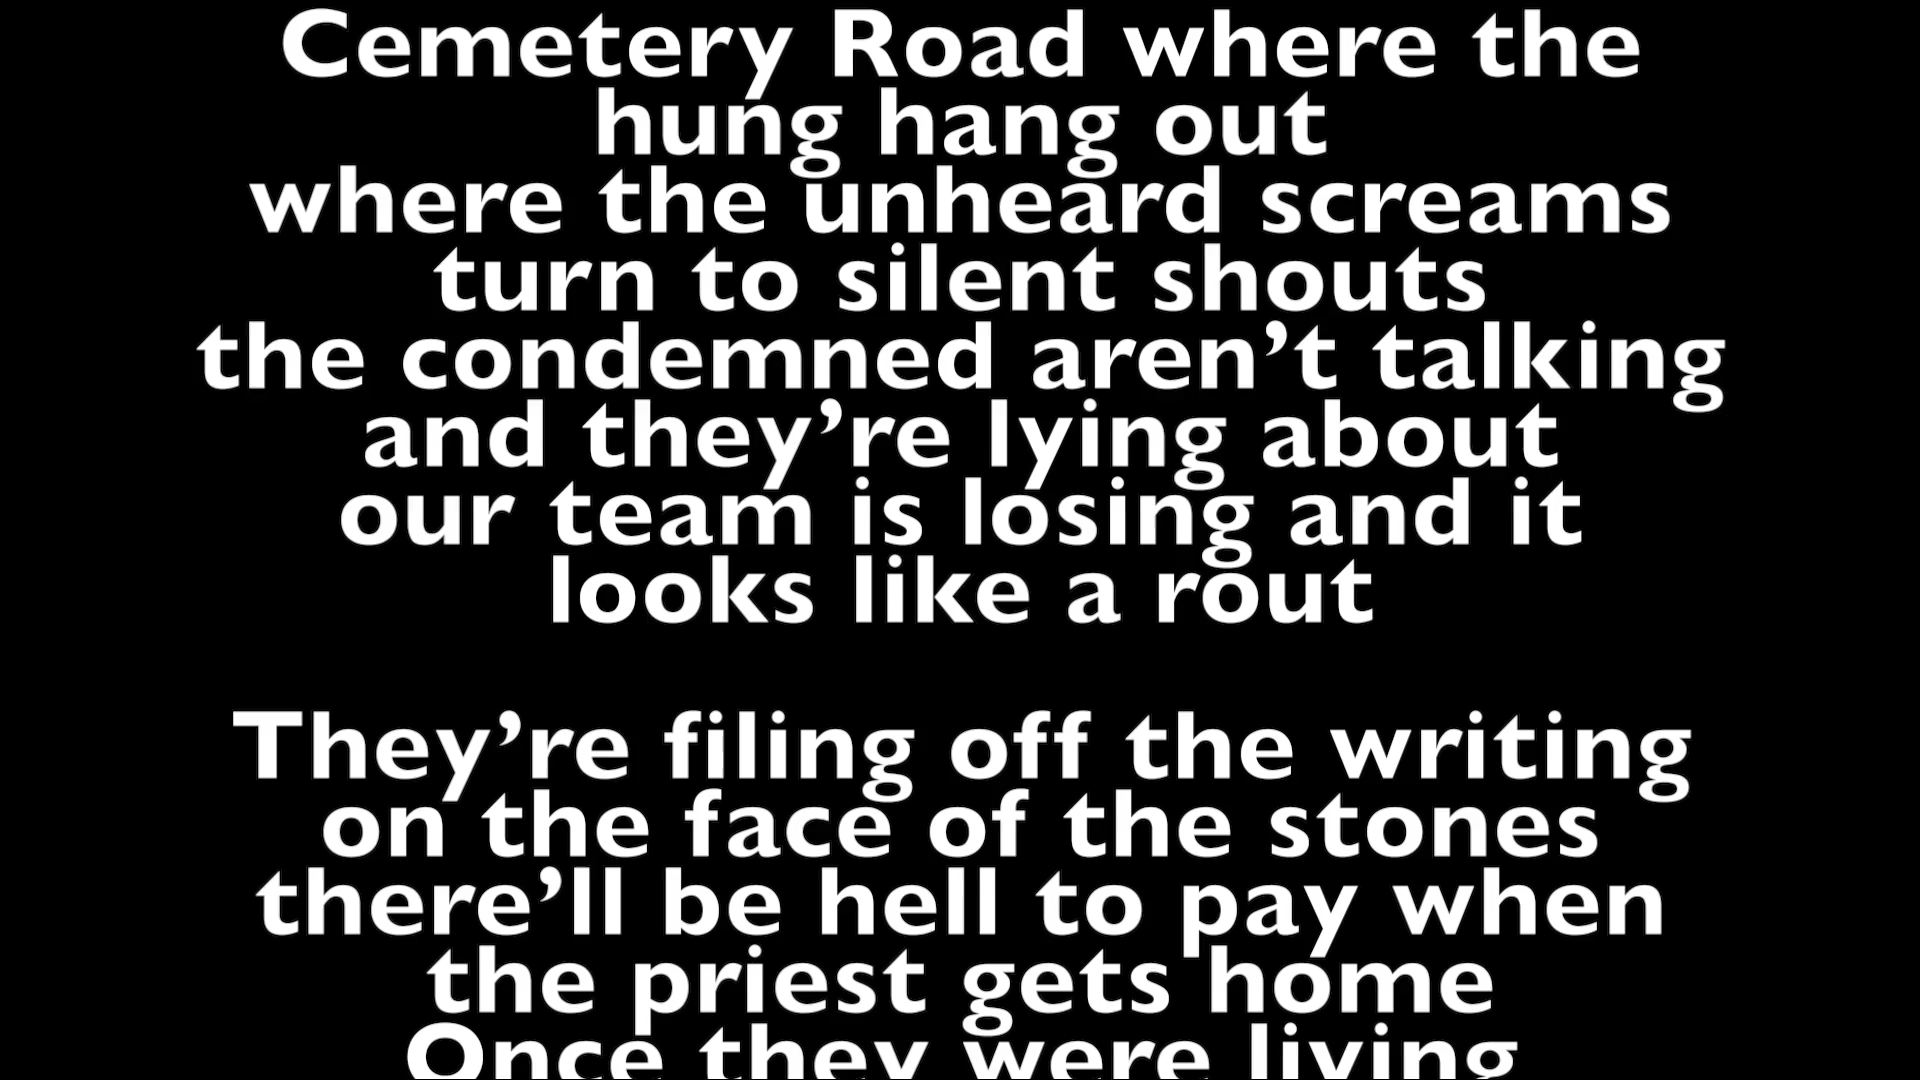 Cemetery Road where the
hung hang out
where the unheard screams
turn to silent shouts
the condemned aren’t talking
and they’re lying about
our team is losing and it
looks like a rout
They’re filing off the writing
on the face of the stones
there’ll be hell to pay when
the priest gets home
Once they were living